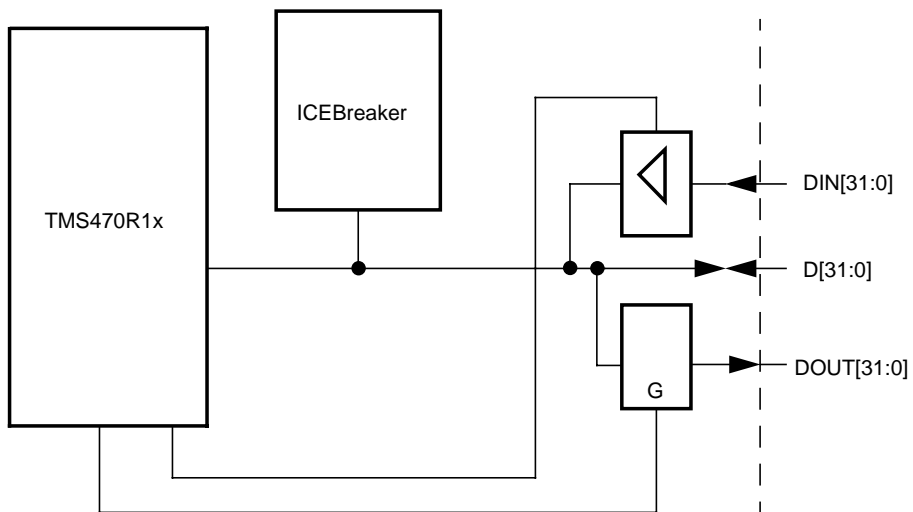 ICEBreaker
TMS470R1x
DIN[31:0]
D[31:0]
DOUT[31:0]
G